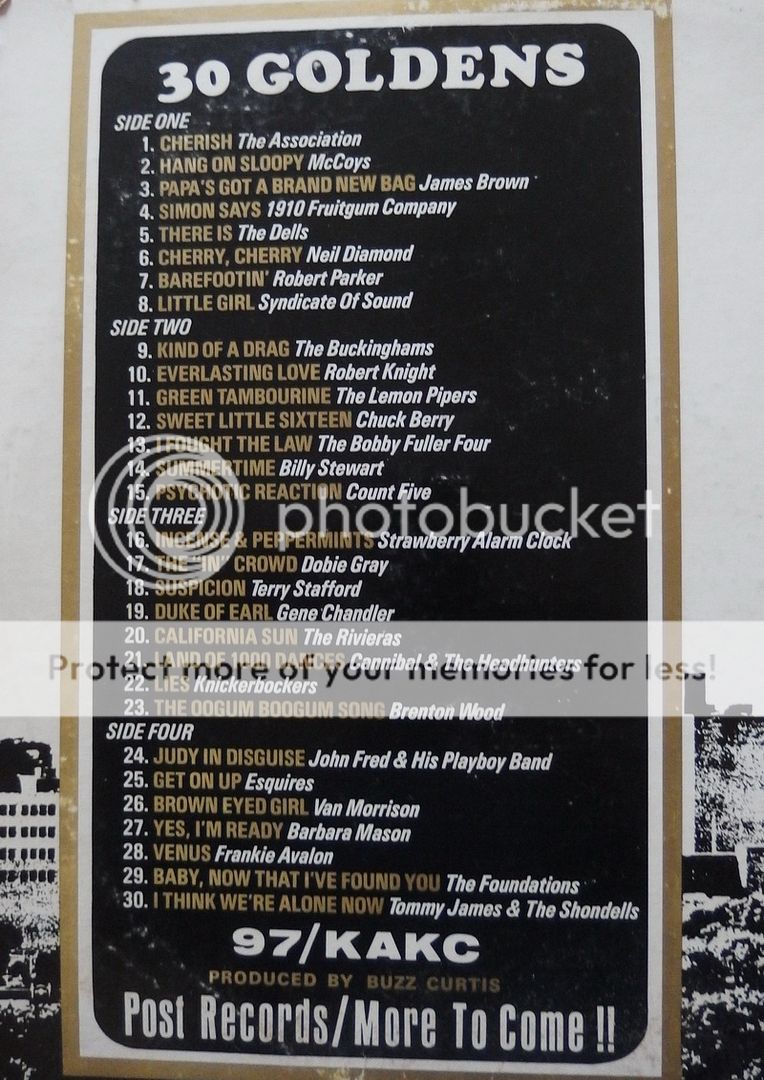 30 GOLDENS
SIDE ONE
1. CHERISH The Association
2. HANG ON SLOOPY McCoys
3. PAPA'S GOT A BRAND NEW BAG James Brown
4. SIMON SAYS 1910 Fruitgum Company
5. THERE IS The Dells
6. CHERRY, CHERRY Neil Diamond
7. BAREFOOTIN' Robert Parker
8. LITTLE GIRL Syndicate Of Sound
SIDE TWO
9. KIND OF A DRAG The Buckinghams
10. EVERLASTING LOVE Robert Knight
11. GREEN TAMBOURINE The Lemon Pipers
12. SWEET LITTLE SIXTEEN Chuck Berry
13. I FOUGHT THE LAW The Bobby Fuller Four
14. SUMMERTIME Billy Stewart
15. PSYCHOTIC REACTION Count Five
SIDE THREE
photobucket
16. INCENSE & PEPPERMINTS Strawberry Alarm Clock
17. THE "IN" CROWD Dobie Gray
18. SUSPICION Terry Stafford
19. DUKE OF EARL Gene Chandler
20. CALIFORNIA SUN The Rivieras
21. LAND OF 1000 DANCES Cannibal & The Headhunters
Protect more of your memories for less!
22. LIES Knickerbockers
23. THE OOGUM BOOGUM SONG Brenton Wood
SIDE FOUR
24. JUDY IN DISGUISE John Fred & His Playboy Band
25. GET ON UP Esquires
26. BROWN EYED GIRL Van Morrison
27. YES, I'M READY Barbara Mason
28. VENUS Frankie Avalon
29. BABY, NOW THAT I'VE FOUND YOU The Foundations
30. I THINK WE'RE ALONE NOW Tommy James & The Shondells
97/KAKC
PRODUCED BY BUZZ CURTIS
Post Records/More To Come !!